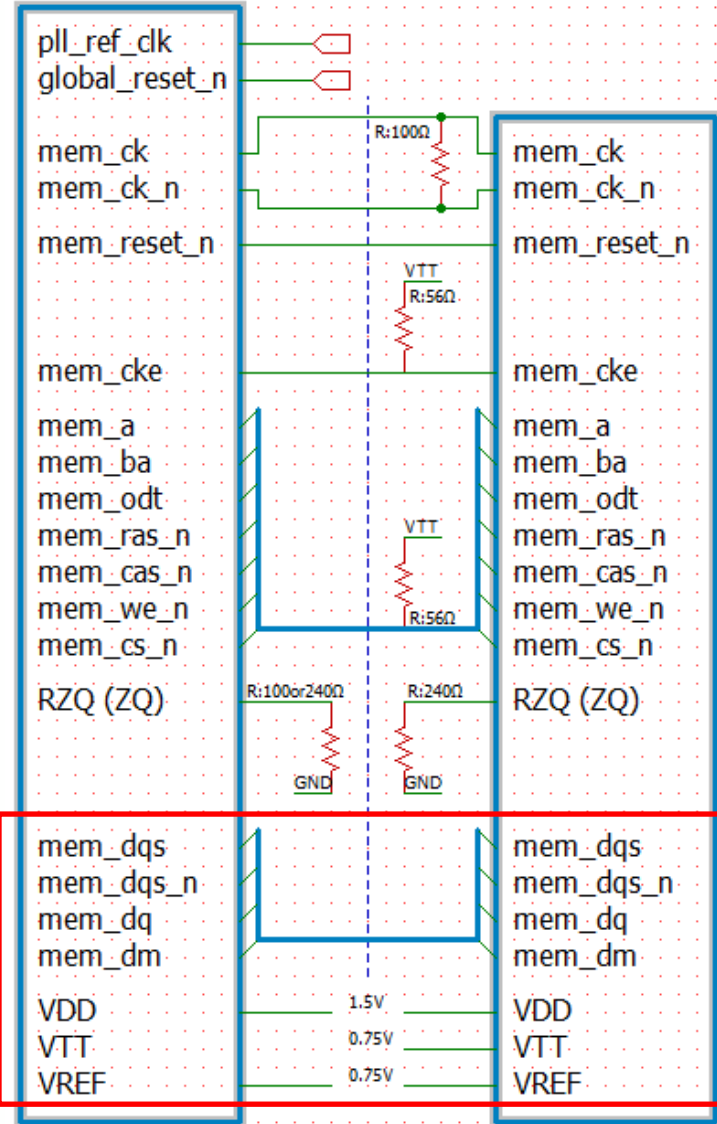 pll_ref_clk
global_reset_n
R:100Ω
mem_ck mem_ck
mem_ck_n mem_ck_n
mem_reset_n mem_reset_n
VTT
R:56Ω
mem_cke mem_cke
mem_a mem_a
mem_ba mem_ba
mem_odt mem_odt
VTT
mem_ras_n mem_ras_n
mem_cas_n mem_cas_n
mem_we_n mem_we_n
R:56Ω
mem_cs_n mem_cs_n
R:100or240Ω R:240Ω
RZQ (ZQ) RZQ (ZQ)
GND GND
mem_dqs mem_dqs
mem_dqs_n mem_dqs_n
mem_dq mem_dq
mem_dm mem_dm
VDD 1.5V VDD
VTT 0.75V VTT
VREF 0.75V VREF